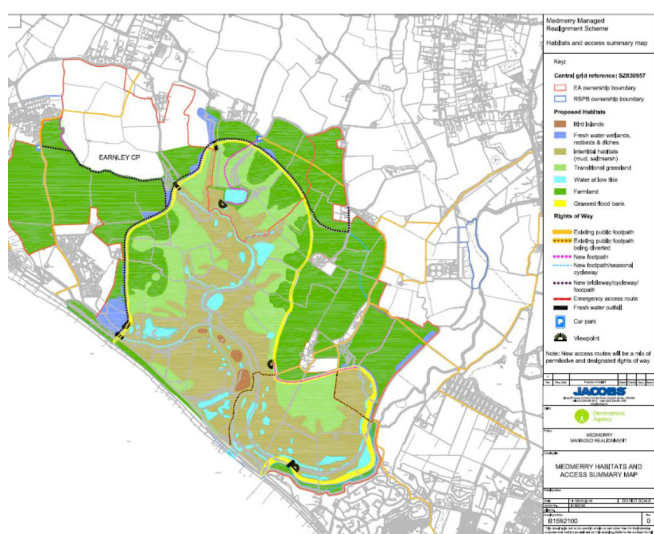 EARNLEY CP
Medmerry Managed
Realignment Scheme
Habitats and access summary map
Key:
Central grid reference: SZ830957
EA ownership boundary
RSPB ownership boundary
Proposed Habitats
Bird Islands
Fresh water wetlands,
redbeds & ditches
Intertidal habitats
(mud, saltmarsh)
Transitional grassland
Water at low tide
Farmland
Grassed flood bank
Rights of Way
Existing public footpath
Existing public footpath
being diverted
New footpath
New footpath/seasonal
cycleway
New bridleway/cycleway/
footpath
Emergency access route
Fresh water outfall
P Car park
Viewpoint
Note: New access routes will be a mix of
permissive and designated rights of way
JACOBS
Environment
Agency
MEDMERRY
MANAGED REALIGNMENT
MEDMERRY HABITATS AND
ACCESS SUMMARY MAP
DO NOT SCALE
B1592100
0